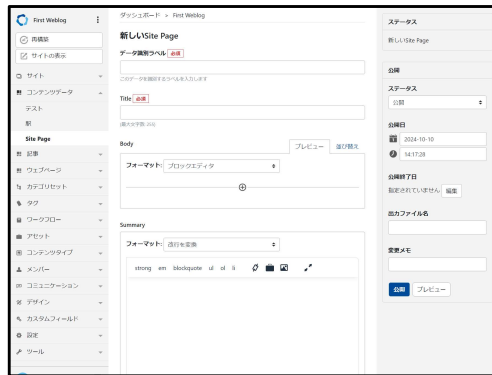 First Weblog
再構築
サイトの表示
サイト
コンテンツデータ
テスト
駅
Site Page
記事
ウェブページ
カテゴリセット
タグ
ワークフロー
アセット
コンテンツタイプ
メンバー
コミュニケーション
デザイン
カスタムフィールド
設定
ツール
ダッシュボード > First Weblog
新しいSite Page
データ識別ラベル 必須
このデータを識別するラベルを入力します
Title 必須
(最大文字数: 255)
Body
プレビュー 並び替え
フォーマット: ブロックエディタ
Summary
フォーマット: 改行を変換
strong em blockquote ul ol li
ステータス
新しいSite Page
公開
ステータス
公開
公開日
2024-10-10
14:17:28
公開終了日
指定されていません 編集
出力ファイル名
変更メモ
公開 プレビュー